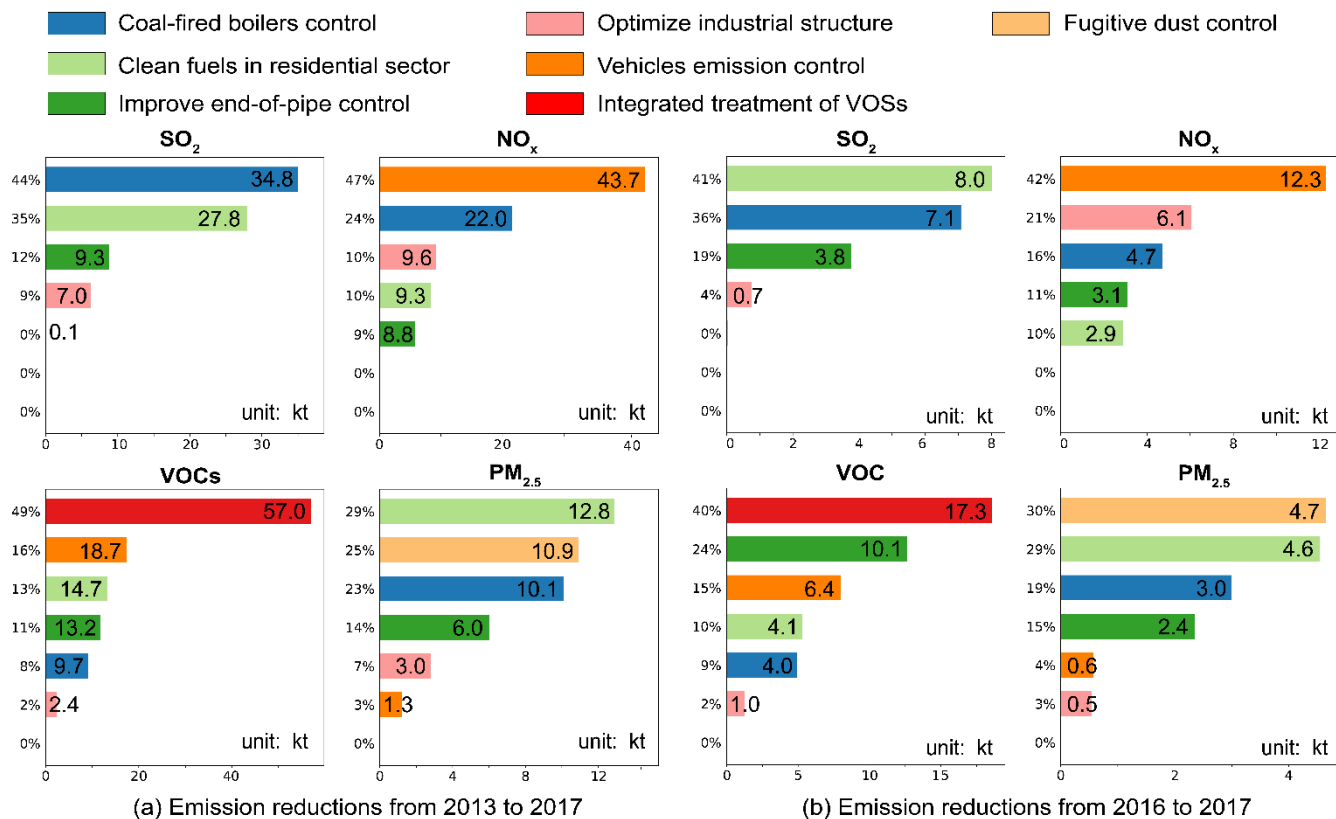 Coal-fired boilers control
Optimize industrial structure
Fugitive dust control
Clean fuels in residential sector
Vehicles emission control
Improve end-of-pipe control
Integrated treatment of VOSs
SO2
44% 34.8
35% 27.8
12% 9.3
9% 7.0
0% 0.1
0%
0% unit: kt
0 10 20 30
NOx
47% 43.7
24% 22.0
10% 9.6
10% 9.3
9% 8.8
0%
0% unit: kt
0 20 40
SO2
41% 8.0
36% 7.1
19% 3.8
4% 0.7
0%
0%
0% unit: kt
0 2 4 6 8
NOx
42% 12.3
21% 6.1
16% 4.7
11% 3.1
10% 2.9
0%
0% unit: kt
0 4 8 12
VOCs
49% 57.0
16% 18.7
13% 14.7
11% 13.2
8% 9.7
2% 2.4
0% unit: kt
0 20 40
PM2.5
29% 12.8
25% 10.9
23% 10.1
14% 6.0
7% 3.0
3% 1.3
0% unit: kt
0 4 8 12
VOC
40% 17.3
24% 10.1
15% 6.4
10% 4.1
9% 4.0
2% 1.0
0% unit: kt
0 5 10 15
PM2.5
30% 4.7
29% 4.6
19% 3.0
15% 2.4
4% 0.6
3% 0.5
0% unit: kt
0 2 4
(a) Emission reductions from 2013 to 2017
(b) Emission reductions from 2016 to 2017